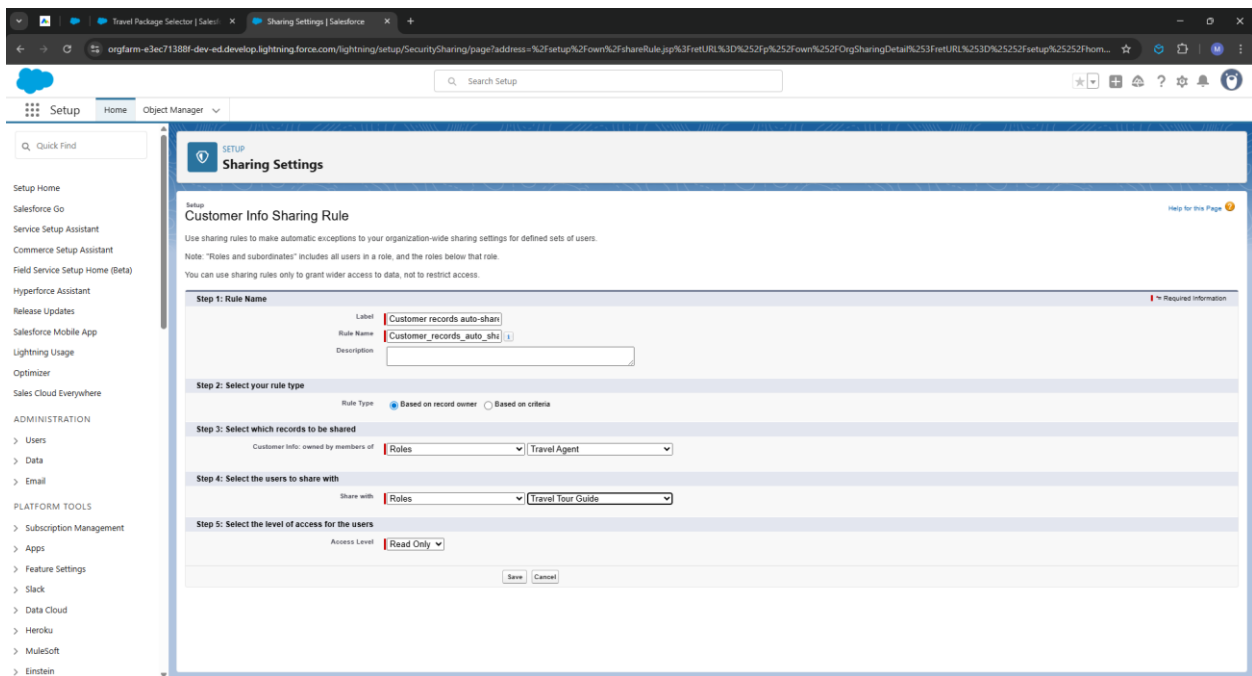 Travel Package Selector | Salesf
Sharing Settings | Salesforce
orgfarm-e3ec71388f-dev-ed.develop.lightning.force.com/lightning/setup/SecuritySharing/page?address=%2Fsetup%2Fown%2FshareRule.jsp%3FretURL%3D%252Fp%252Fown%252FOrgSharingDetail%253FretURL%253D%25252Fsetup%25252Fhom...
Search Setup
Setup Home Object Manager
Quick Find
Setup Home
Salesforce Go
Service Setup Assistant
Commerce Setup Assistant
Field Service Setup Home (Beta)
Hyperforce Assistant
Release Updates
Salesforce Mobile App
Lightning Usage
Optimizer
Sales Cloud Everywhere
ADMINISTRATION
Users
Data
Email
PLATFORM TOOLS
Subscription Management
Apps
Feature Settings
Slack
Data Cloud
Heroku
MuleSoft
Einstein
SETUP
Sharing Settings
Setup
Customer Info Sharing Rule
Help for this Page
Use sharing rules to make automatic exceptions to your organization-wide sharing settings for defined sets of users.
Note: "Roles and subordinates" includes all users in a role, and the roles below that role.
You can use sharing rules only to grant wider access to data, not to restrict access.
Step 1: Rule Name
= Required Information
Label Customer records auto-share
Rule Name Customer_records_auto_sha
Description
Step 2: Select your rule type
Rule Type Based on record owner Based on criteria
Step 3: Select which records to be shared
Customer Info: owned by members of Roles Travel Agent
Step 4: Select the users to share with
Share with Roles Travel Tour Guide
Step 5: Select the level of access for the users
Access Level Read Only
Save Cancel